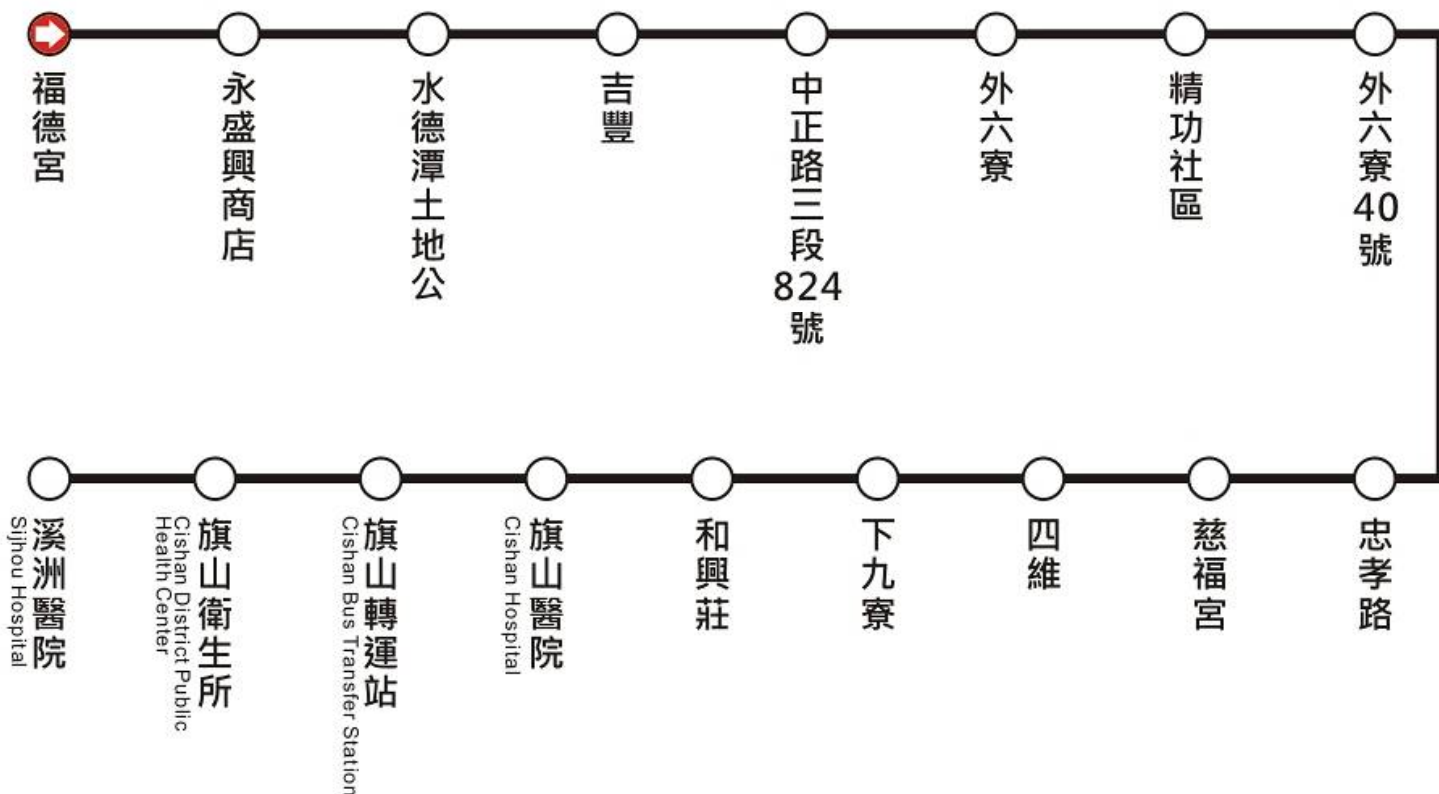 福德宮
永盛興商店
水德潭土地公
吉豐
中正路三段824號
外六寮
精功社區
外六寮40號
忠孝路
慈福宮
四維
下九寮
和興莊
旗山醫院
Cishan Hospital
旗山轉運站
Cishan Bus Transfer Station
旗山衛生所
Cishan District Public
Health Center
溪洲醫院
Sijhou Hospital